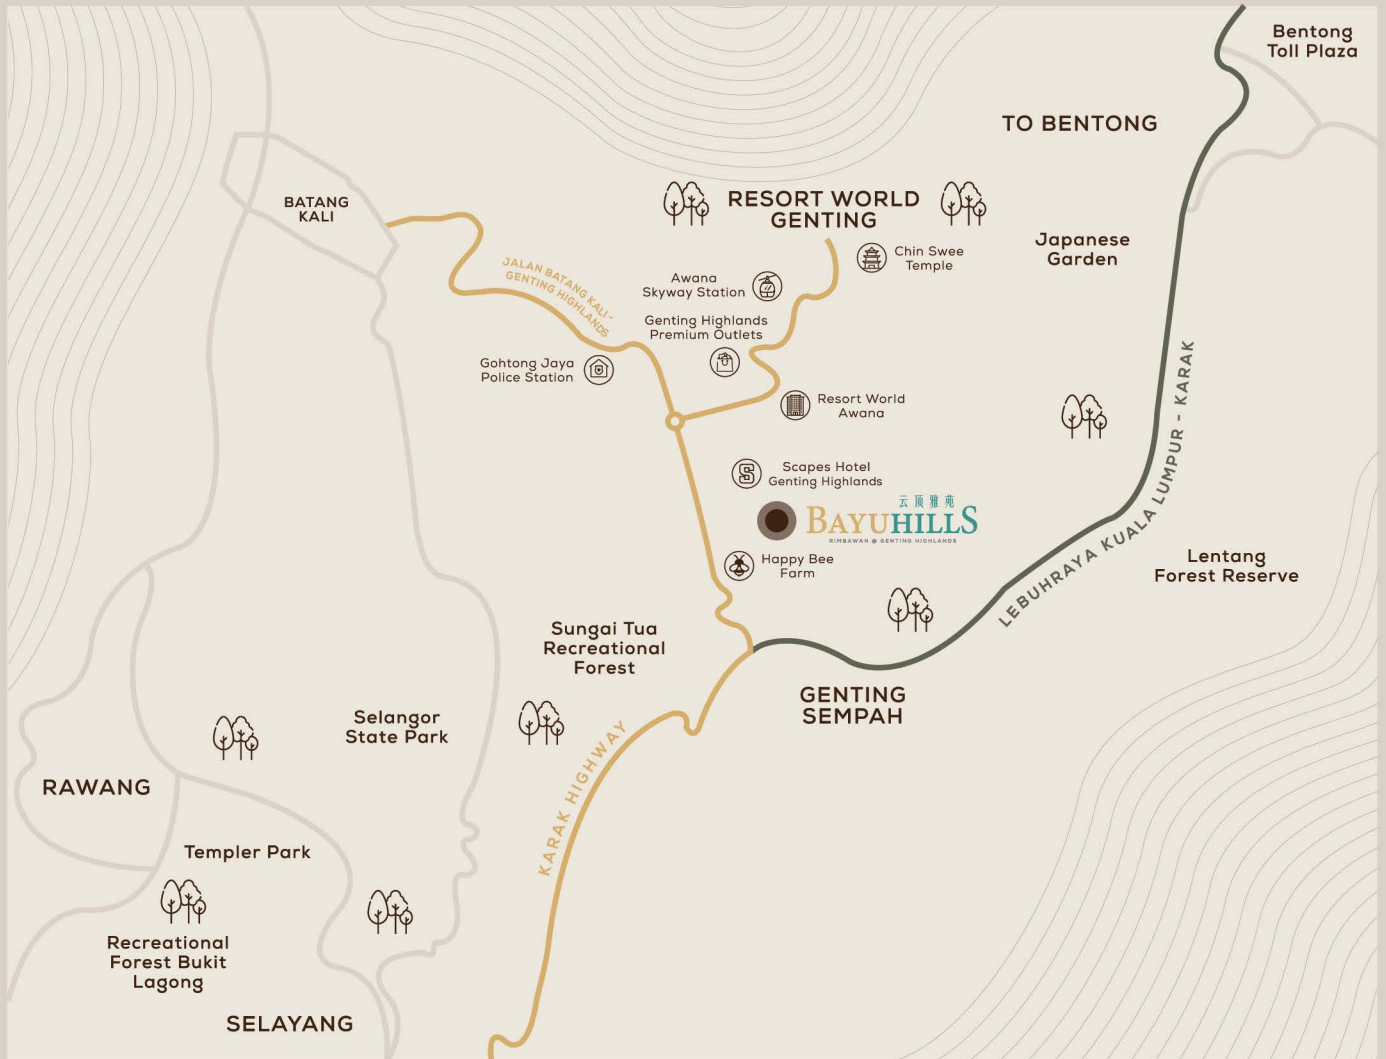 Bentong
Toll Plaza
TO BENTONG
BATANG
KALI
RESORT WORLD
GENTING
Chin Swee
Temple
Japanese
Garden
JALAN BATANG KALI -
GENTING HIGHLANDS
Awana
Skyway Station
Genting Highlands
Premium Outlets
Gohtong Jaya
Police Station
Resort World
Awana
LEBUHRAYA KUALA LUMPUR - KARAK
S
Scapes Hotel
Genting Highlands
云顶雅苑
BAYUHILLS
RIMBAWAN @ GENTING HIGHLANDS
Happy Bee
Farm
Lentang
Forest Reserve
Sungai Tua
Recreational
Forest
GENTING
SEMPAH
Selangor
State Park
KARAK HIGHWAY
RAWANG
Templer Park
Recreational
Forest Bukit
Lagong
SELAYANG